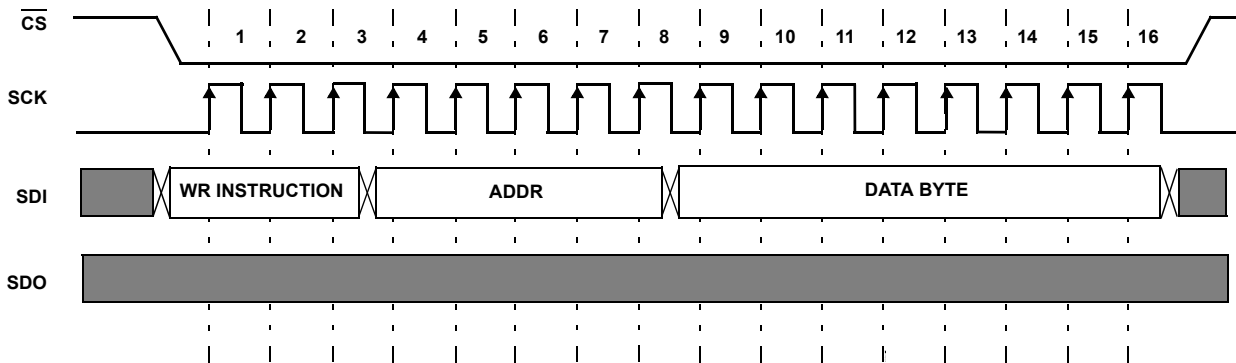 CS
1 2 3 4 5 6 7 8 9 10 11 12 13 14 15 16
SCK
SDI
WR INSTRUCTION ADDR DATA BYTE
SDO